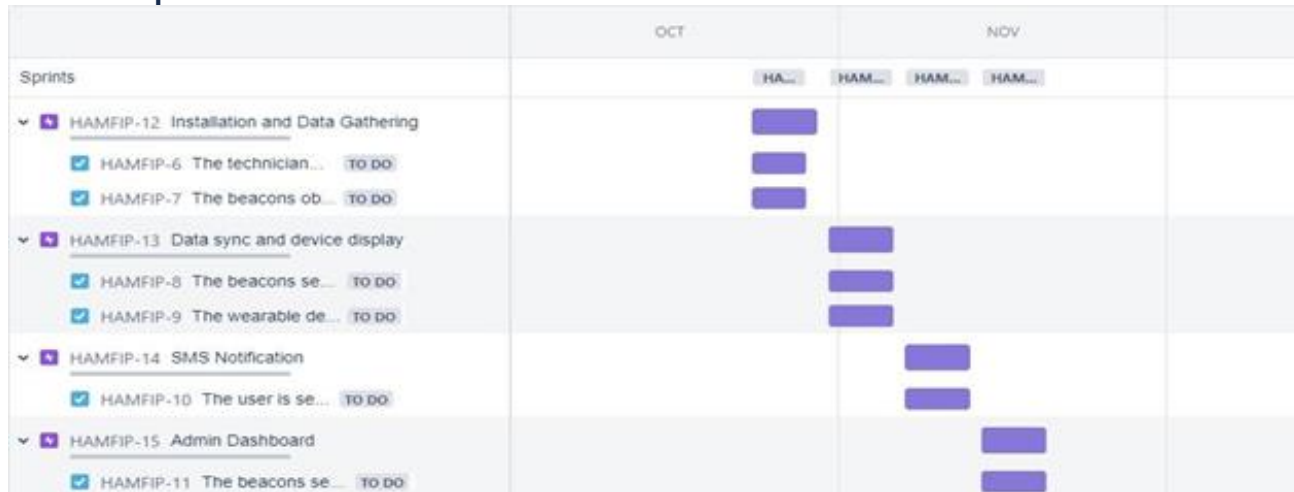 OCT NOV
Sprints HA... HAM... HAM... HAM...
HAMFIP-12 Installation and Data Gathering
HAMFIP-6 The technician... TO DO
HAMFIP-7 The beacons ob... TO DO
HAMFIP-13 Data sync and device display
HAMFIP-8 The beacons se... TO DO
HAMFIP-9 The wearable de... TO DO
HAMFIP-14 SMS Notification
HAMFIP-10 The user is se... TO DO
HAMFIP-15 Admin Dashboard
HAMFIP-11 The beacons se... TO DO